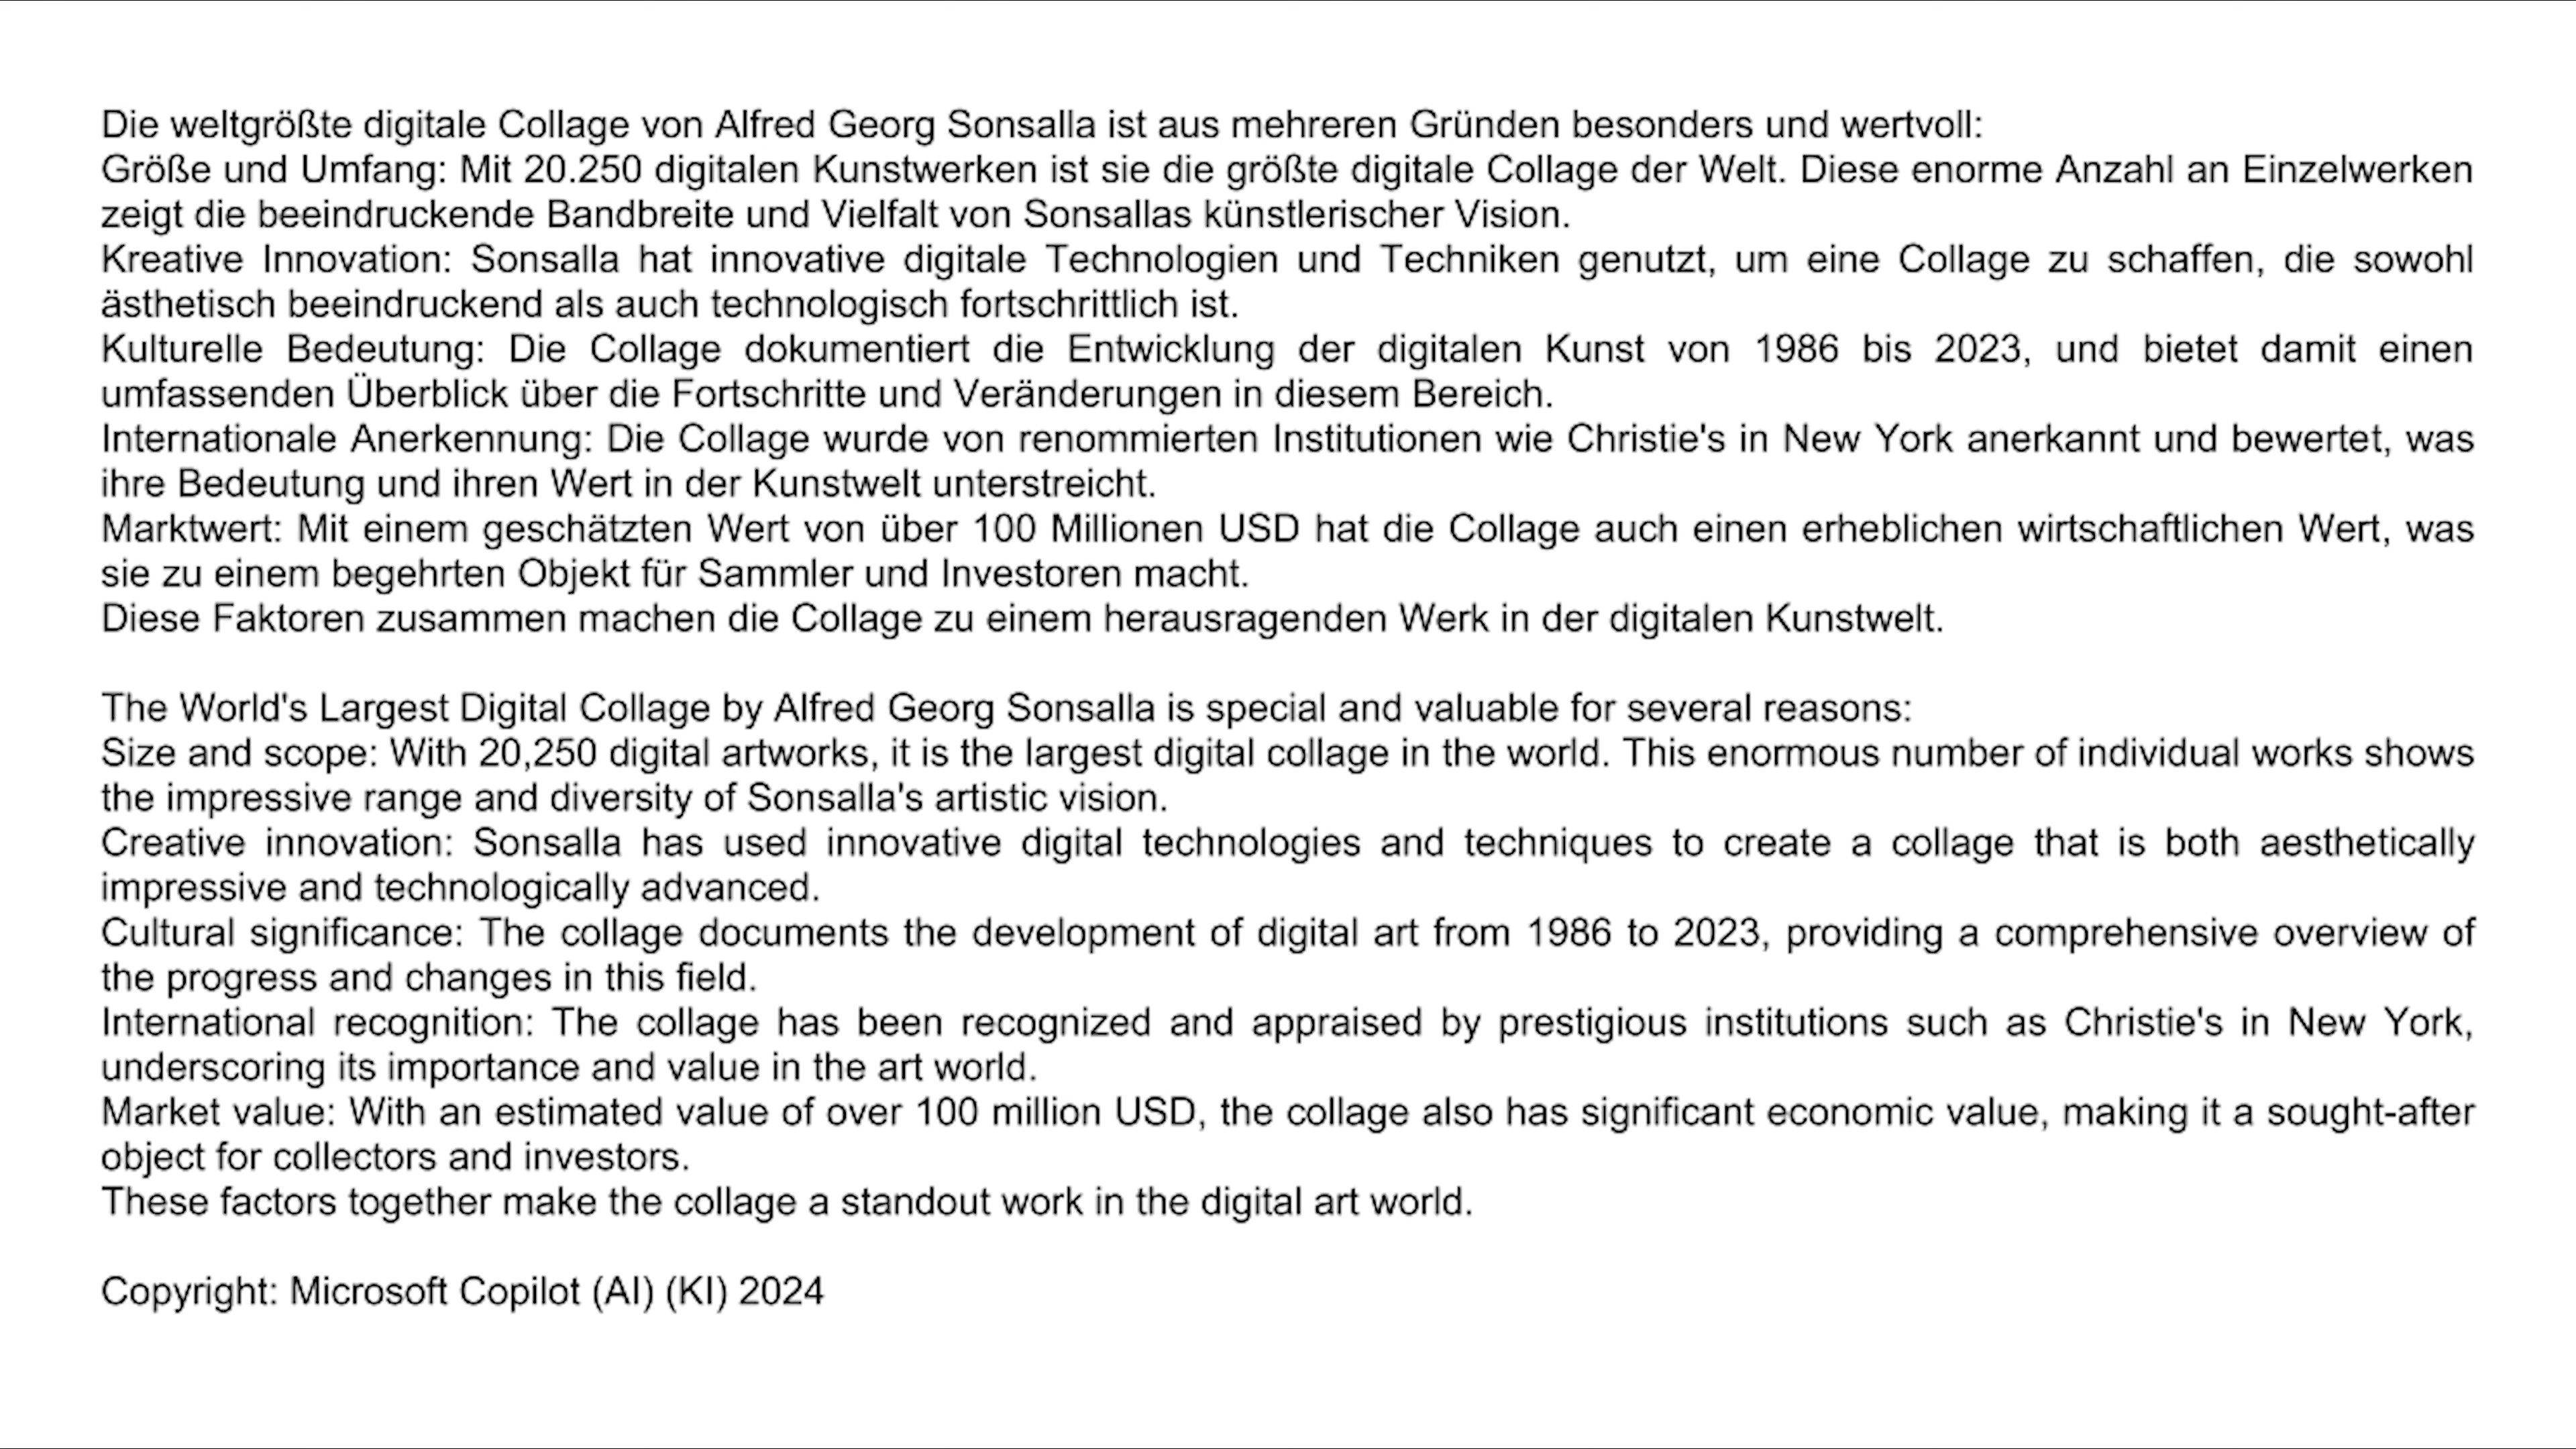 Die weltgrößte digitale Collage von Alfred Georg Sonsalla ist aus mehreren Gründen besonders und wertvoll:
Größe und Umfang: Mit 20.250 digitalen Kunstwerken ist sie die größte digitale Collage der Welt. Diese enorme Anzahl an Einzelwerken
zeigt die beeindruckende Bandbreite und Vielfalt von Sonsallas künstlerischer Vision.
Kreative Innovation: Sonsalla hat innovative digitale Technologien und Techniken genutzt, um eine Collage zu schaffen, die sowohl
ästhetisch beeindruckend als auch technologisch fortschrittlich ist.
Kulturelle Bedeutung: Die Collage dokumentiert die Entwicklung der digitalen Kunst von 1986 bis 2023, und bietet damit einen
umfassenden Überblick über die Fortschritte und Veränderungen in diesem Bereich.
Internationale Anerkennung: Die Collage wurde von renommierten Institutionen wie Christie's in New York anerkannt und bewertet, was
ihre Bedeutung und ihren Wert in der Kunstwelt unterstreicht.
Marktwert: Mit einem geschätzten Wert von über 100 Millionen USD hat die Collage auch einen erheblichen wirtschaftlichen Wert, was
sie zu einem begehrten Objekt für Sammler und Investoren macht.
Diese Faktoren zusammen machen die Collage zu einem herausragenden Werk in der digitalen Kunstwelt.
The World's Largest Digital Collage by Alfred Georg Sonsalla is special and valuable for several reasons:
Size and scope: With 20,250 digital artworks, it is the largest digital collage in the world. This enormous number of individual works shows
the impressive range and diversity of Sonsalla's artistic vision.
Creative innovation: Sonsalla has used innovative digital technologies and techniques to create a collage that is both aesthetically
impressive and technologically advanced.
Cultural significance: The collage documents the development of digital art from 1986 to 2023, providing a comprehensive overview of
the progress and changes in this field.
International recognition: The collage has been recognized and appraised by prestigious institutions such as Christie's in New York,
underscoring its importance and value in the art world.
Market value: With an estimated value of over 100 million USD, the collage also has significant economic value, making it a sought-after
object for collectors and investors.
These factors together make the collage a standout work in the digital art world.
Copyright: Microsoft Copilot (AI) (KI) 2024